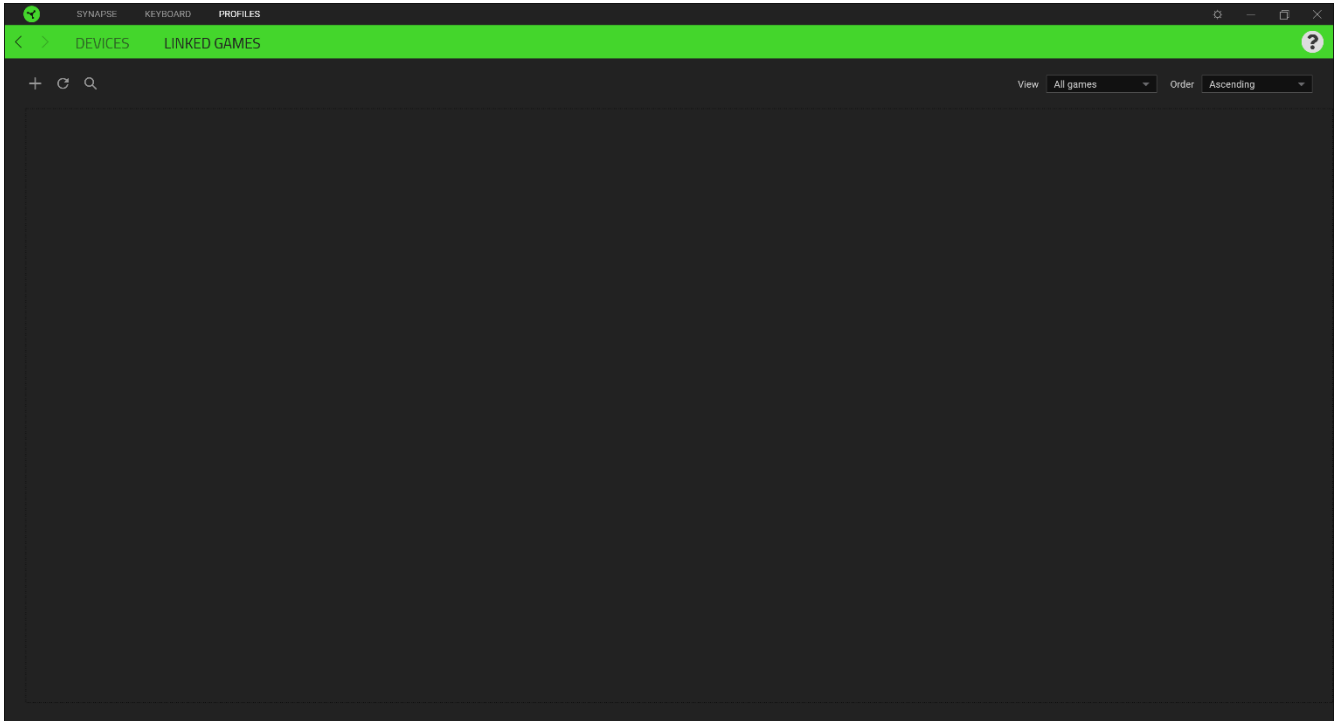 SYNAPSE KEYBOARD PROFILES
DEVICES LINKED GAMES ?
View All games Order Ascending